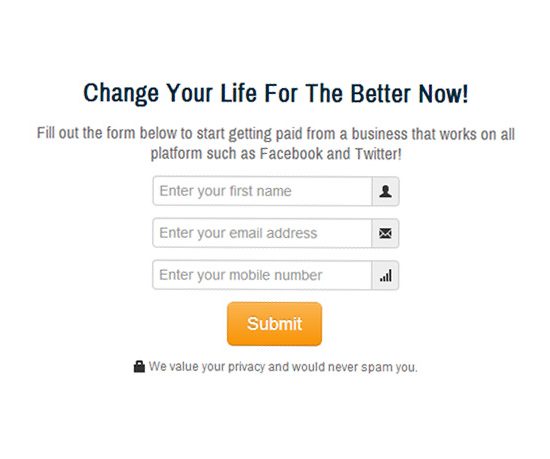 Change Your Life For The Better Now!
Fill out the form below to start getting paid from a business that works on all
platform such as Facebook and Twitter!
Enter your first name
Enter your email address
Enter your mobile number
Submit
We value your privacy and would never spam you.